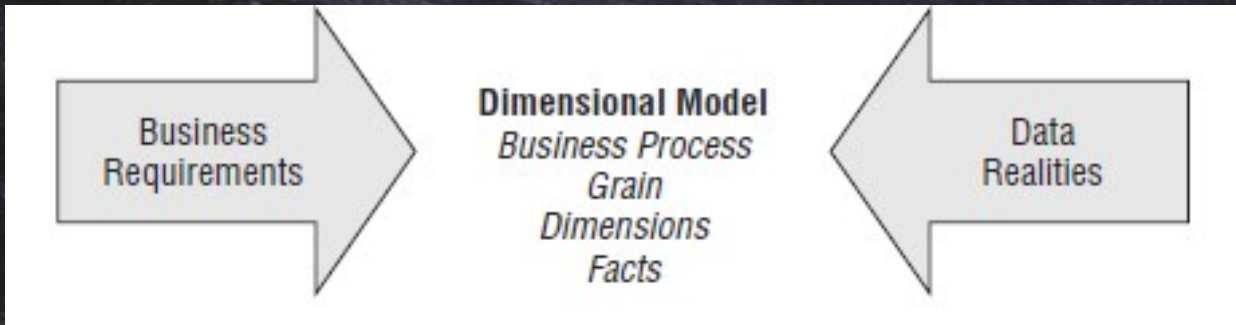 Business
Requirements
Dimensional Model
Business Process
Grain
Dimensions
Facts
Data
Realities